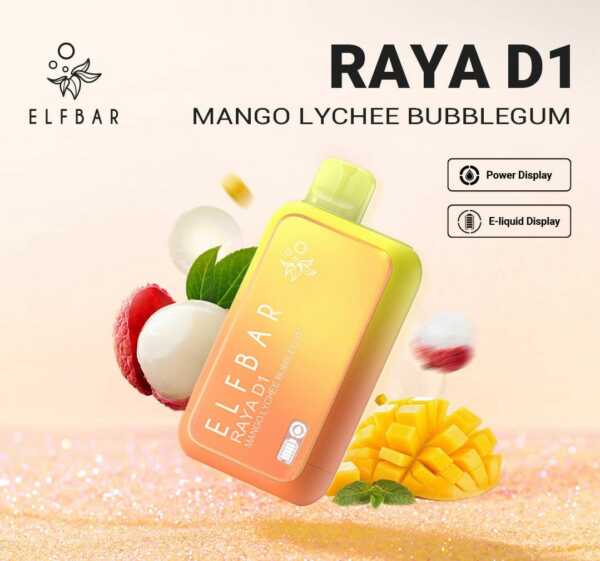 ELFBAR
RAYA D1
MANGO LYCHEE BUBBLEGUM
Power Display
E-liquid Display
ELFBAR
RAYA D1
MANGO LYCHEE BUBBLEGUM